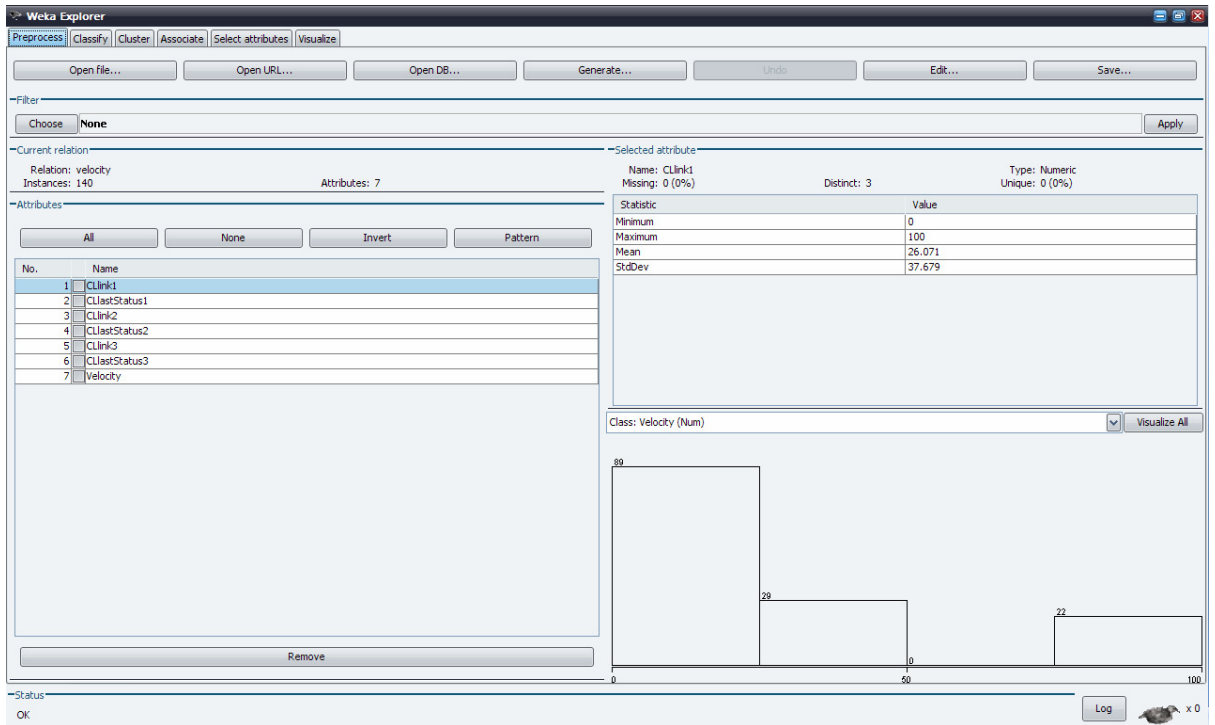 Weka Explorer
Preprocess Classify Cluster Associate Select attributes Visualize
Open file... Open URL... Open DB... Generate... Undo Edit... Save...
Filter
Choose None Apply
Current relation
Relation: velocity
Instances: 140 Attributes: 7
Attributes
All None Invert Pattern
No. Name
1 CLlink1
2 CLlastStatus1
3 CLlink2
4 CLlastStatus2
5 CLlink3
6 CLlastStatus3
7 Velocity
Remove
Selected attribute
Name: CLlink1 Type: Numeric
Missing: 0 (0%) Distinct: 3 Unique: 0 (0%)
Statistic Value
Minimum 0
Maximum 100
Mean 26.071
StdDev 37.679
Class: Velocity (Num) Visualize All
89
29
22
0
0 50 100
Status
OK
Log x 0